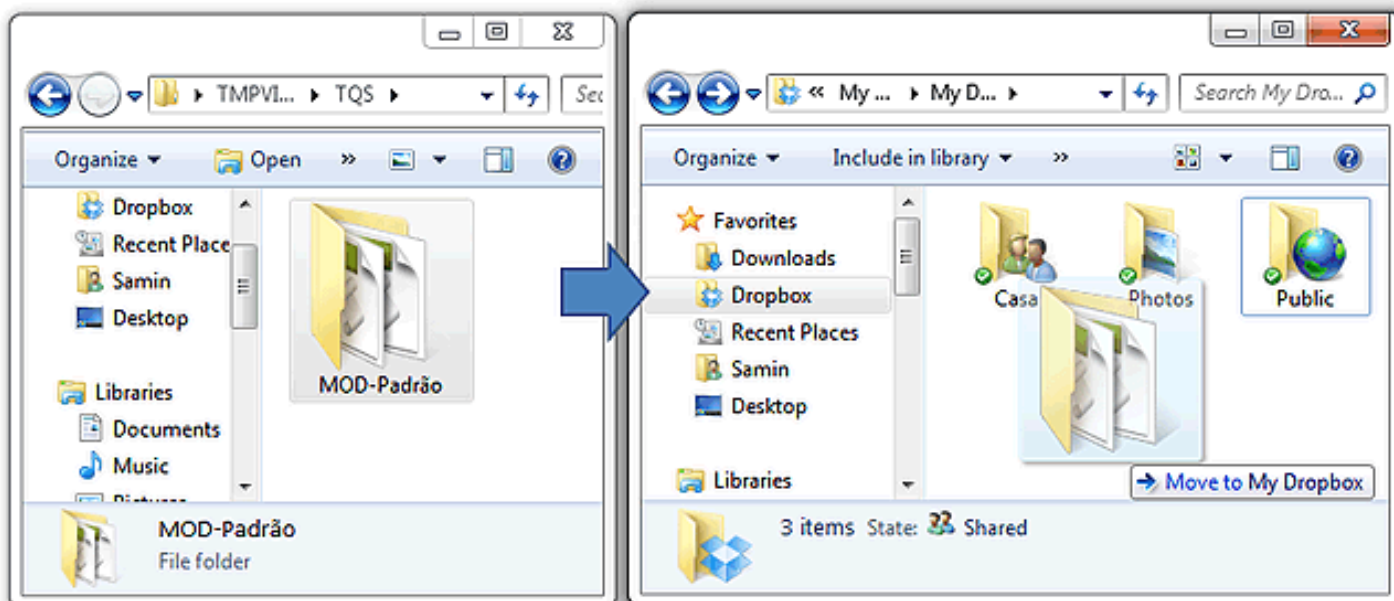 TMPVI... TQS
Sea
Organize Open »
Dropbox
Recent Place
Samin
Desktop
Libraries
Documents
Music
MOD-Padrão
MOD-Padrão
File folder
« My ... My D...
Search My Dro...
Organize Include in library »
Favorites
Downloads
Dropbox
Recent Places
Samin
Desktop
Libraries
Casa
Photos
Public
Move to My Dropbox
3 items State: Shared